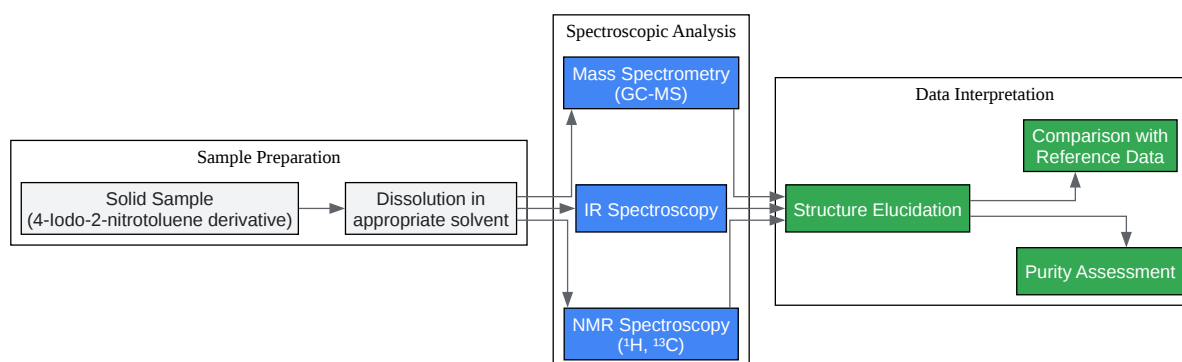 Sample Preparation
Solid Sample
(4-Iodo-2-nitrotoluene derivative)
Dissolution in
appropriate solvent
Spectroscopic Analysis
Mass Spectrometry
(GC-MS)
IR Spectroscopy
NMR Spectroscopy
(¹H, ¹³C)
Data Interpretation
Structure Elucidation
Comparison with
Reference Data
Purity Assessment